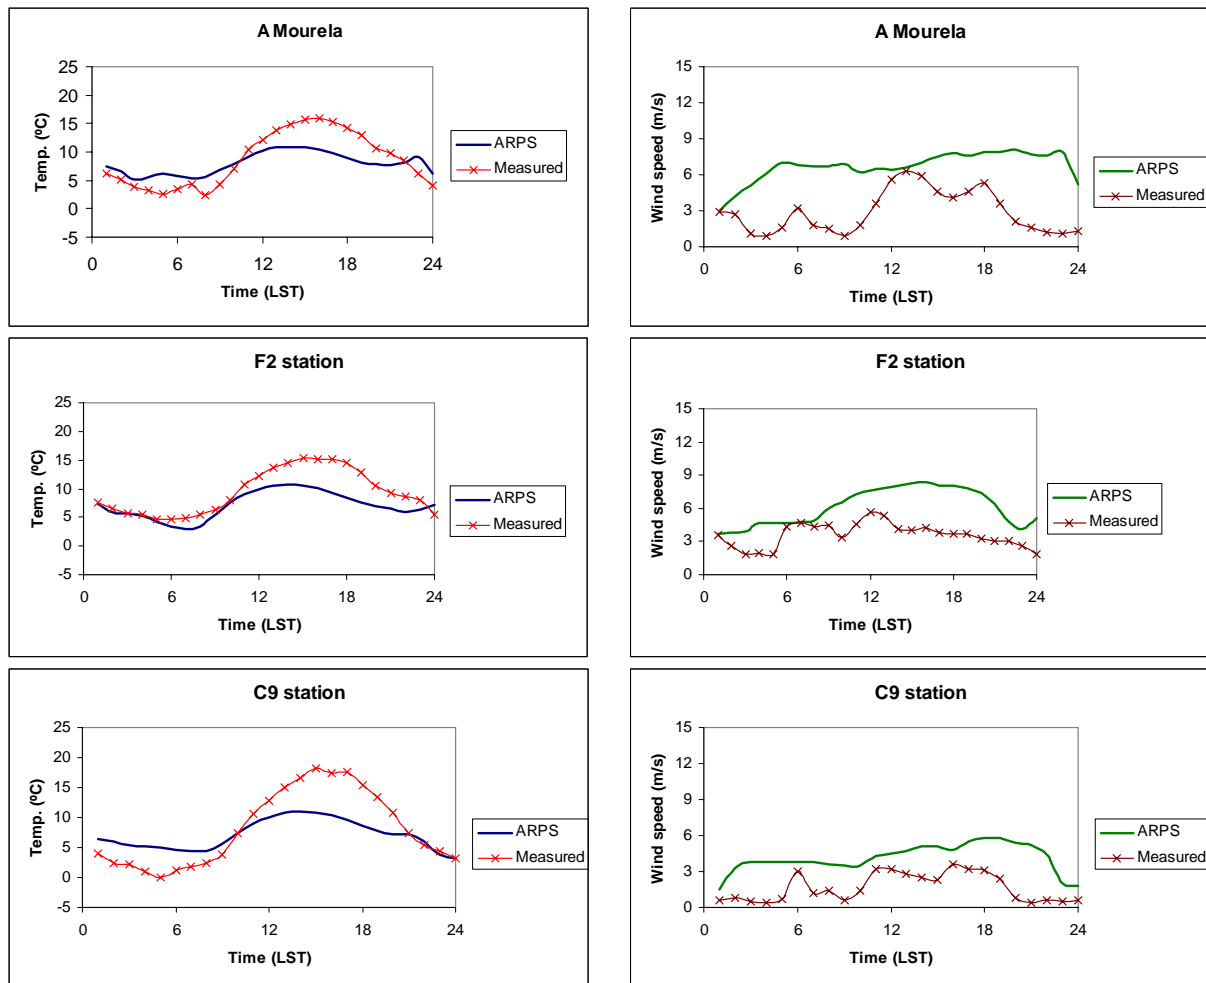 A Mourela
25
20
15
10
5
0
-5
Temp. (ºC)
0 6 12 18 24
Time (LST)
ARPS
Measured
A Mourela
15
12
9
6
3
0
Wind speed (m/s)
0 6 12 18 24
Time (LST)
ARPS
Measured
F2 station
25
20
15
10
5
0
-5
Temp. (ºC)
0 6 12 18 24
Time (LST)
ARPS
Measured
F2 station
15
12
9
6
3
0
Wind speed (m/s)
0 6 12 18 24
Time (LST)
ARPS
Measured
C9 station
25
20
15
10
5
0
-5
Temp. (ºC)
0 6 12 18 24
Time (LST)
ARPS
Measured
C9 station
15
12
9
6
3
0
Wind speed (m/s)
0 6 12 18 24
Time (LST)
ARPS
Measured